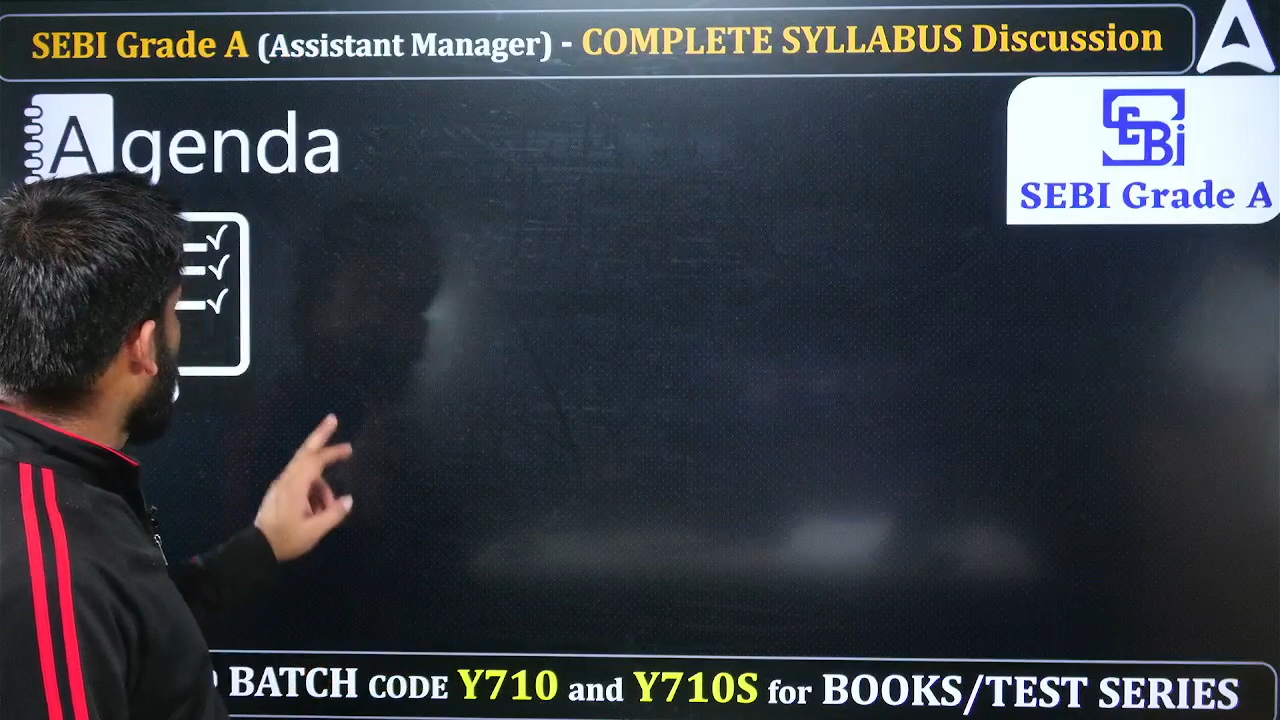 SEBI Grade A (Assistant Manager) - COMPLETE SYLLABUS Discussion
Agenda
SEBI
SEBI Grade A
BATCH CODE Y710 and Y710S for BOOKS/TEST SERIES